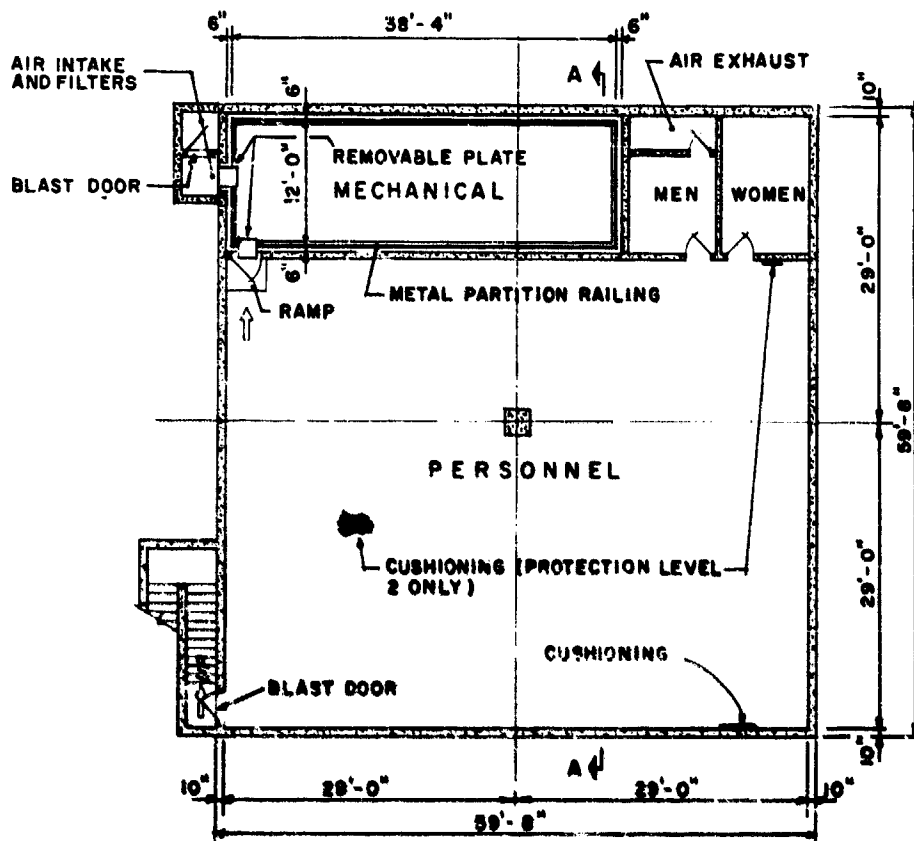 6"
38'-4"
6"
A
AIR EXHAUST
AIR INTAKE
AND FILTERS
6"
10"
BLAST DOOR
REMOVABLE PLATE
MECHANICAL
12'-0"
MEN
WOMEN
29'-0"
6"
METAL PARTITION RAILING
RAMP
59'-8"
PERSONNEL
CUSHIONING (PROTECTION LEVEL
2 ONLY)
29'-0"
CUSHIONING
UP
BLAST DOOR
A
10"
10"
29'-0"
29'-0"
10"
59'-8"